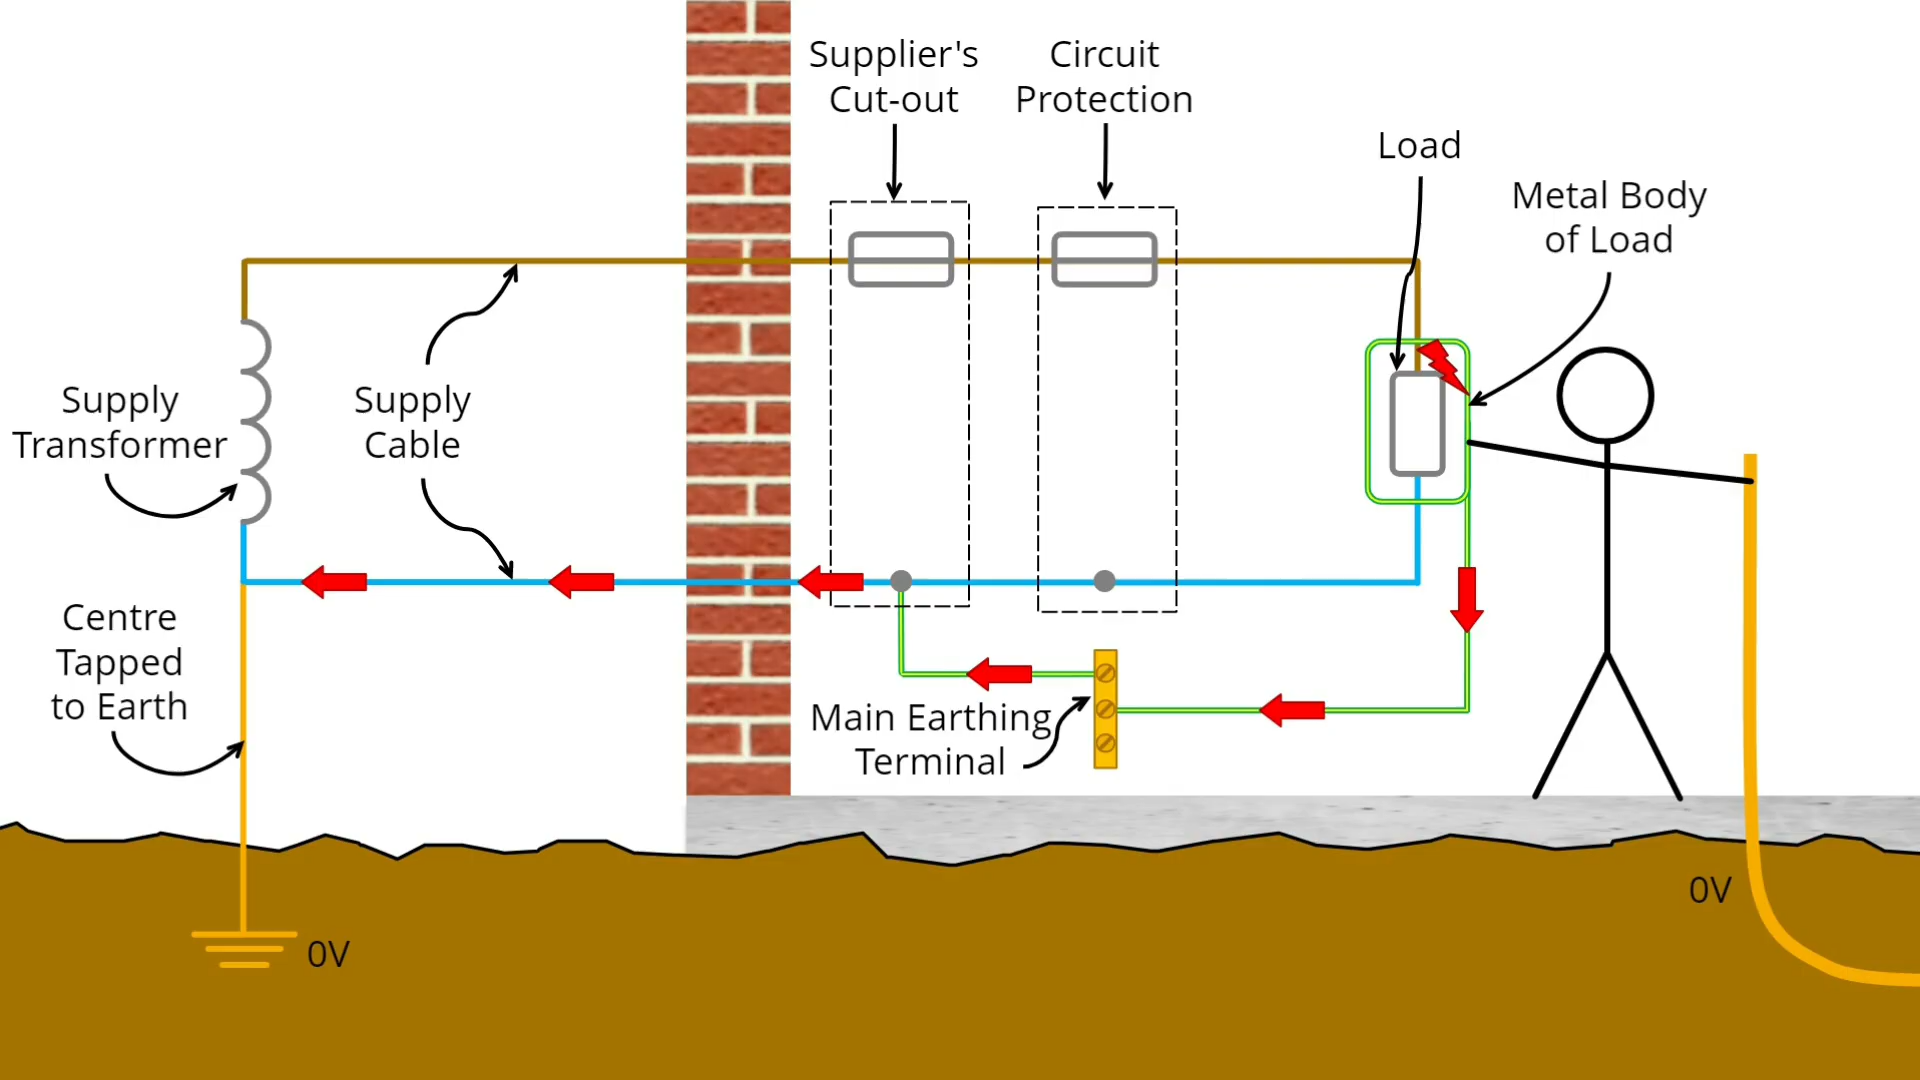 Supplier's
Cut-out
Circuit
Protection
Load
Metal Body
of Load
Supply
Transformer
Supply
Cable
Centre
Tapped
to Earth
Main Earthing
Terminal
0V
0V